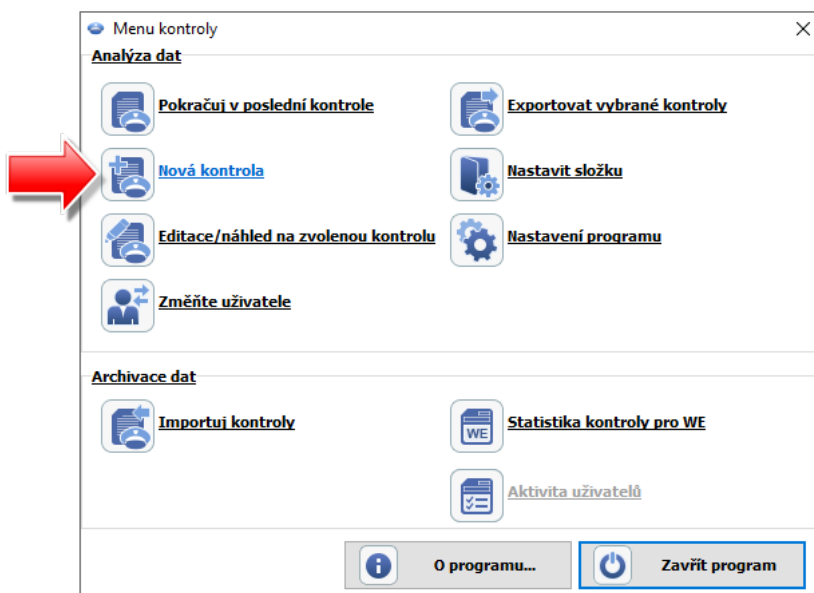 Menu kontroly
Analýza dat
Pokračuj v poslední kontrole
Exportovat vybrané kontroly
Nová kontrola
Nastavit složku
Editace/náhled na zvolenou kontrolu
Nastavení programu
Změňte uživatele
Archivace dat
Importuj kontroly
WE
Statistika kontroly pro WE
Aktivita uživatelů
O programu...
Zavřít program